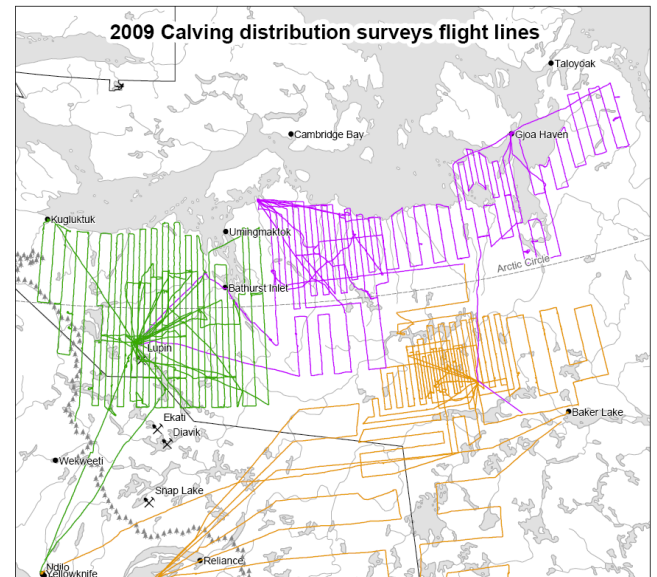 2009 Calving distribution surveys flight lines
Taloyoak
Cambridge Bay
Gjoa Haven
Kugluktuk
Umingmaktok
Arctic Circle
Bathurst Inlet
Lupin
Ekati
Baker Lake
Diavik
Wekweeti
Snap Lake
Reliance
Ndilo
Yellowknife